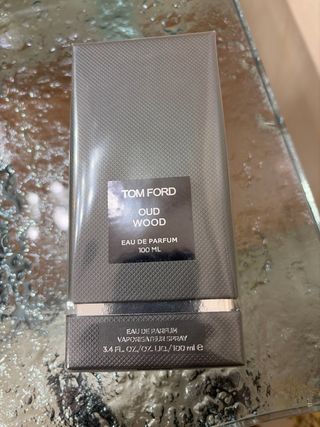 TOM FORD
OUD
WOOD
EAU DE PARFUM
100 ML
EAU DE PARFUM
VAPORISATEUR SPRAY
3.4 FL. OZ./OZ. LIQ./100 ml ℮